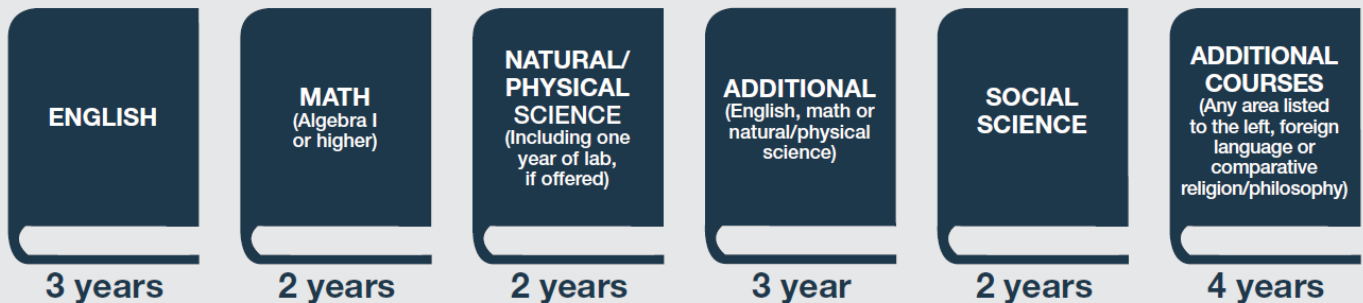 ENGLISH
3 years
MATH
(Algebra I
or higher)
2 years
NATURAL/
PHYSICAL
SCIENCE
(Including one
year of lab,
if offered)
2 years
ADDITIONAL
(English, math or
natural/physical
science)
3 year
SOCIAL
SCIENCE
2 years
ADDITIONAL
COURSES
(Any area listed
to the left, foreign
language or
comparative
religion/philosophy)
4 years